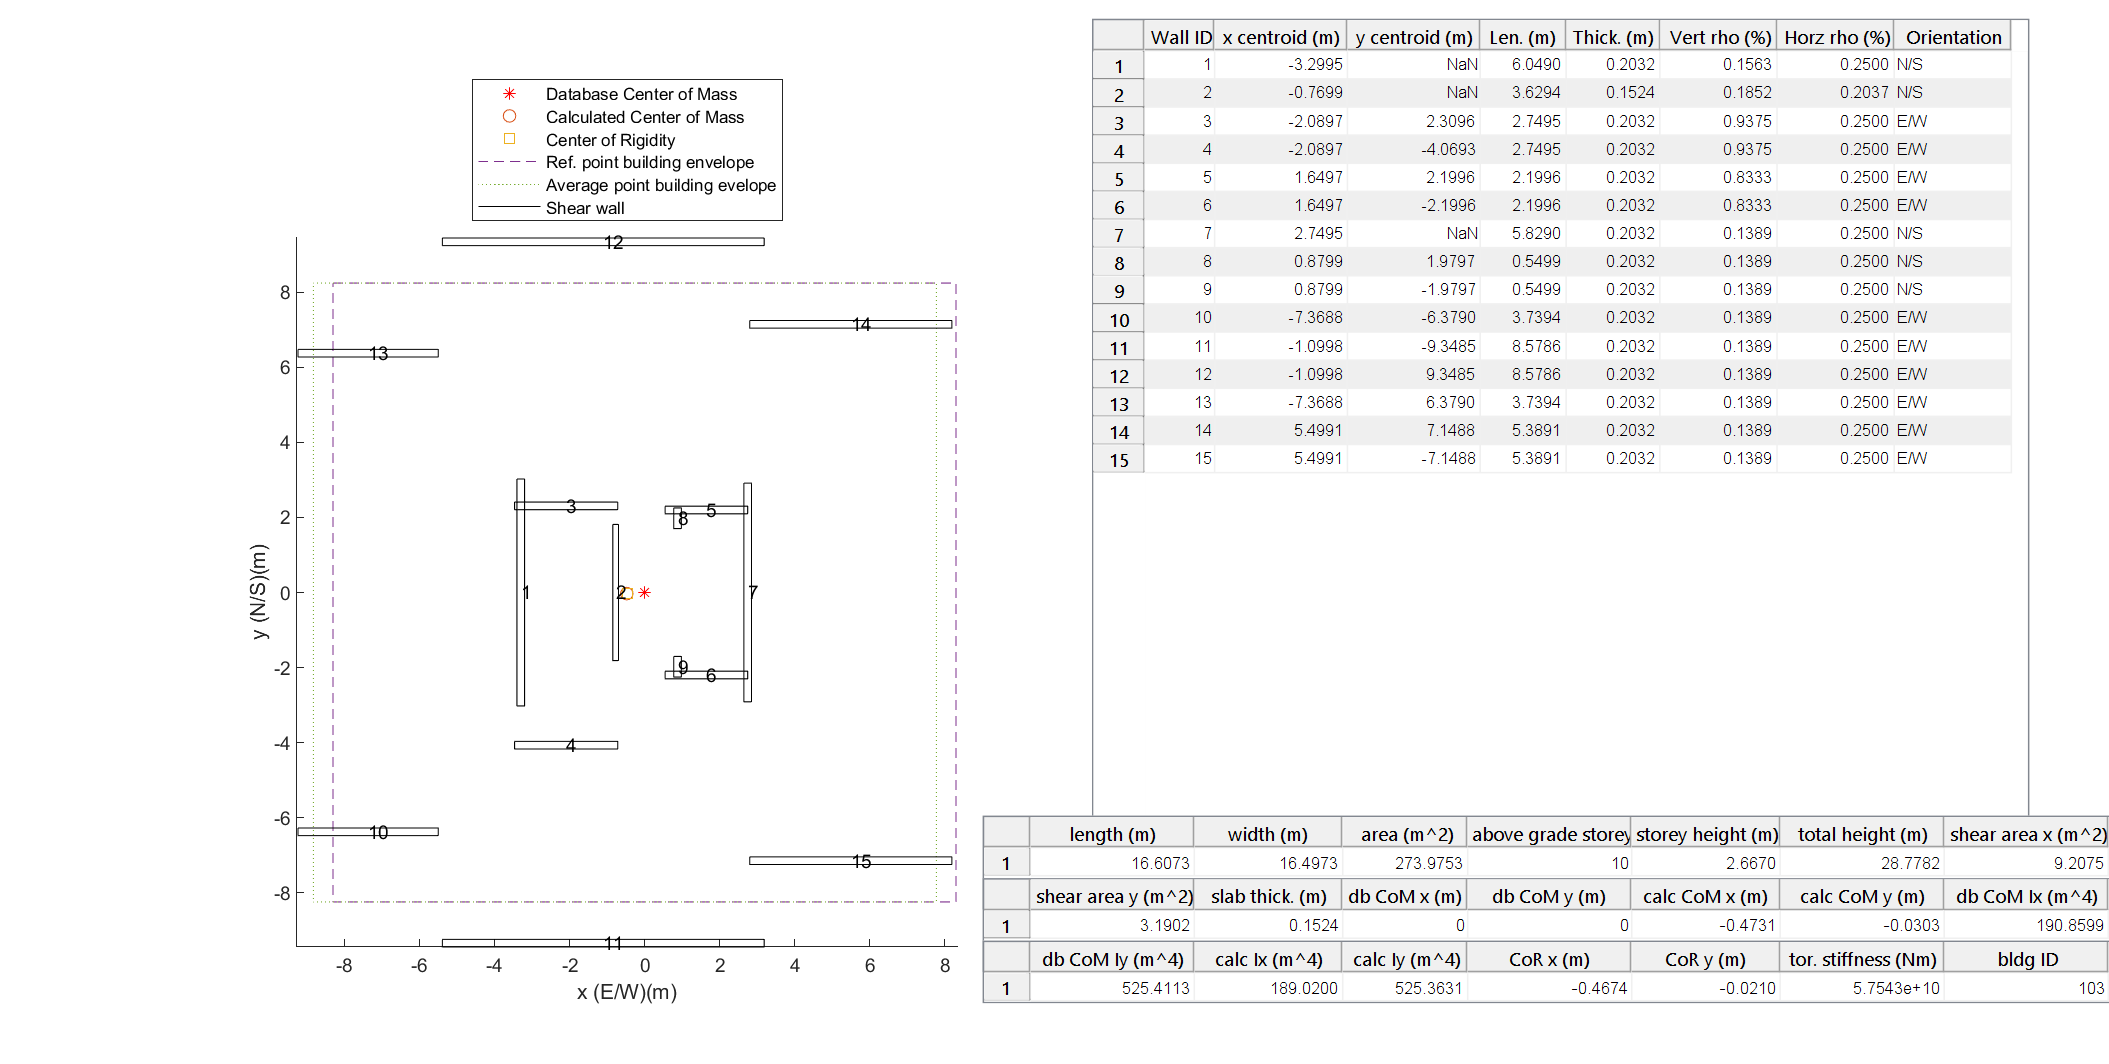 Database Center of Mass
Calculated Center of Mass
Center of Rigidity
Ref. point building envelope
Average point building evelope
Shear wall
12
8
14
13
6
4
3
5
2
8
y (N/S)(m)
0
1
2
7
-2
9
6
-4
4
-6
10
15
-8
11
-8 -6 -4 -2 0 2 4 6 8
x (E/W)(m)
Wall ID x centroid (m) y centroid (m) Len. (m) Thick. (m) Vert rho (%) Horz rho (%) Orientation
1 1 -3.2995 NaN 6.0490 0.2032 0.1563 0.2500 N/S
2 2 -0.7699 NaN 3.6294 0.1524 0.1852 0.2037 N/S
3 3 -2.0897 2.3096 2.7495 0.2032 0.9375 0.2500 E/W
4 4 -2.0897 -4.0693 2.7495 0.2032 0.9375 0.2500 E/W
5 5 1.6497 2.1996 2.1996 0.2032 0.8333 0.2500 E/W
6 6 1.6497 -2.1996 2.1996 0.2032 0.8333 0.2500 E/W
7 7 2.7495 NaN 5.8290 0.2032 0.1389 0.2500 N/S
8 8 0.8799 1.9797 0.5499 0.2032 0.1389 0.2500 N/S
9 9 0.8799 -1.9797 0.5499 0.2032 0.1389 0.2500 N/S
10 10 -7.3688 -6.3790 3.7394 0.2032 0.1389 0.2500 E/W
11 11 -1.0998 -9.3485 8.5786 0.2032 0.1389 0.2500 E/W
12 12 -1.0998 9.3485 8.5786 0.2032 0.1389 0.2500 E/W
13 13 -7.3688 6.3790 3.7394 0.2032 0.1389 0.2500 E/W
14 14 5.4991 7.1488 5.3891 0.2032 0.1389 0.2500 E/W
15 15 5.4991 -7.1488 5.3891 0.2032 0.1389 0.2500 E/W
length (m) width (m) area (m^2) above grade storey storey height (m) total height (m) shear area x (m^2)
1 16.6073 16.4973 273.9753 10 2.6670 28.7782 9.2075
shear area y (m^2) slab thick. (m) db CoM x (m) db CoM y (m) calc CoM x (m) calc CoM y (m) db CoM Ix (m^4)
1 3.1902 0.1524 0 0 -0.4731 -0.0303 190.8599
db CoM Iy (m^4) calc Ix (m^4) calc Iy (m^4) CoR x (m) CoR y (m) tor. stiffness (Nm) bldg ID
1 525.4113 189.0200 525.3631 -0.4674 -0.0210 5.7543e+10 103